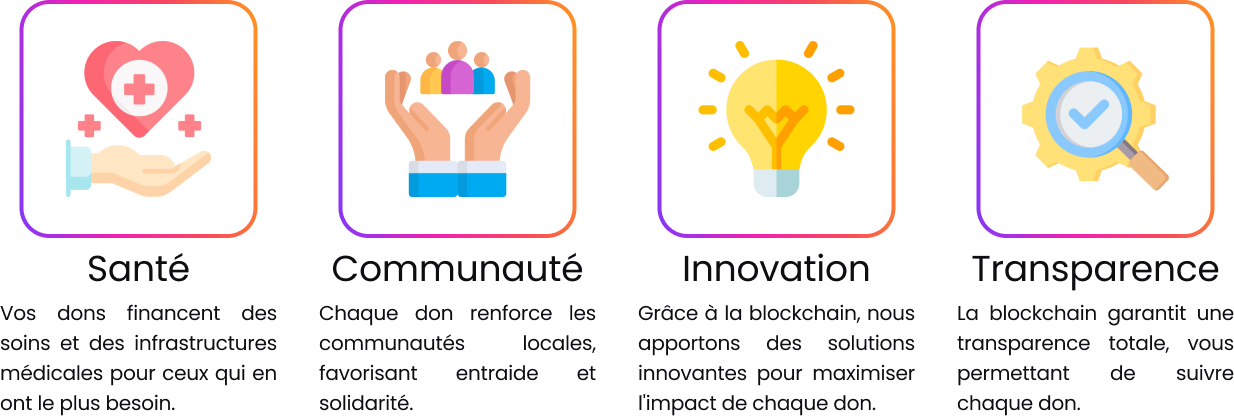 Santé
Vos dons financent des
soins et des infrastructures
médicales pour ceux qui en
ont le plus besoin.
Communauté
Chaque don renforce les
communautés locales,
favorisant entraide et
solidarité.
Innovation
Grâce à la blockchain, nous
apportons des solutions
innovantes pour maximiser
l'impact de chaque don.
Transparence
La blockchain garantit une
transparence totale, vous
permettant de suivre
chaque don.